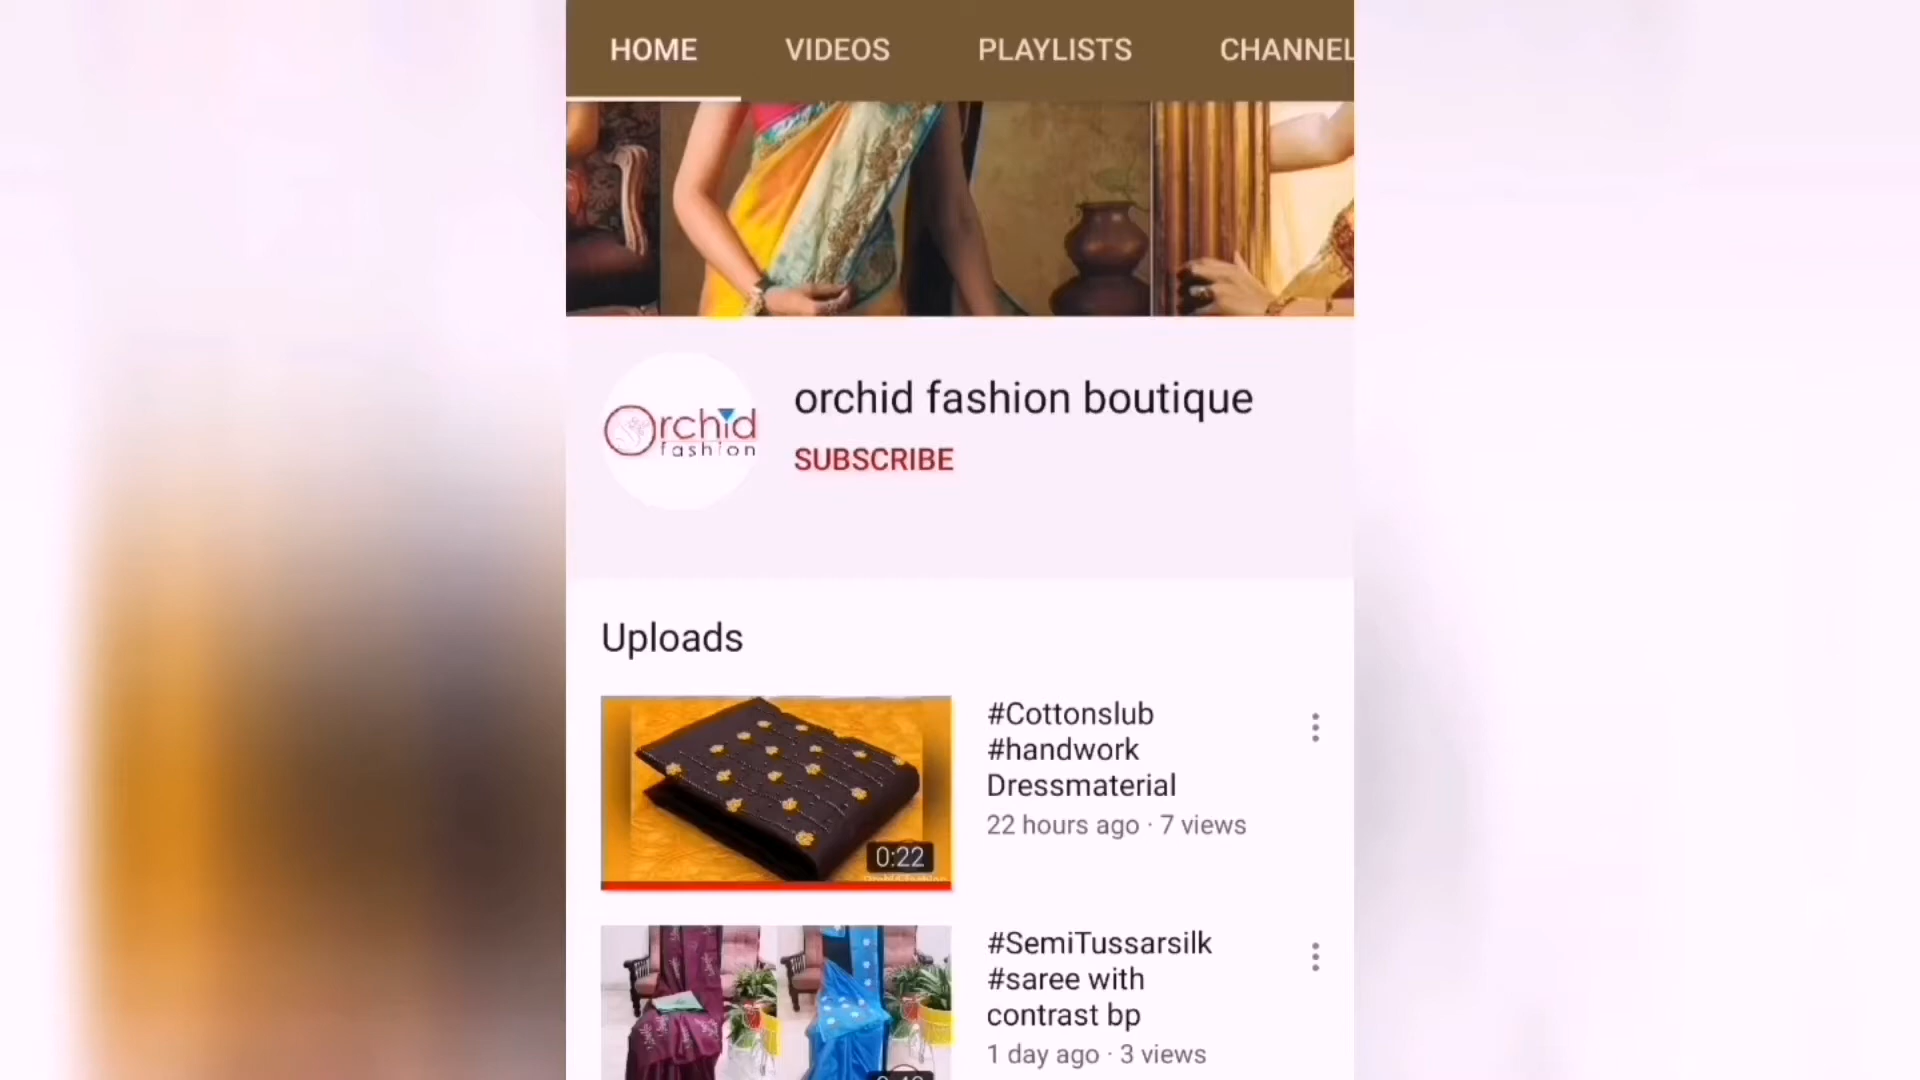 HOME VIDEOS PLAYLISTS CHANNEL
orchid fashion boutique
Orchid
fashion
SUBSCRIBE
Uploads
#Cottonslub
#handwork
Dressmaterial
22 hours ago · 7 views
0:22
#SemiTussarsilk
#saree with
contrast bp
1 day ago · 3 views